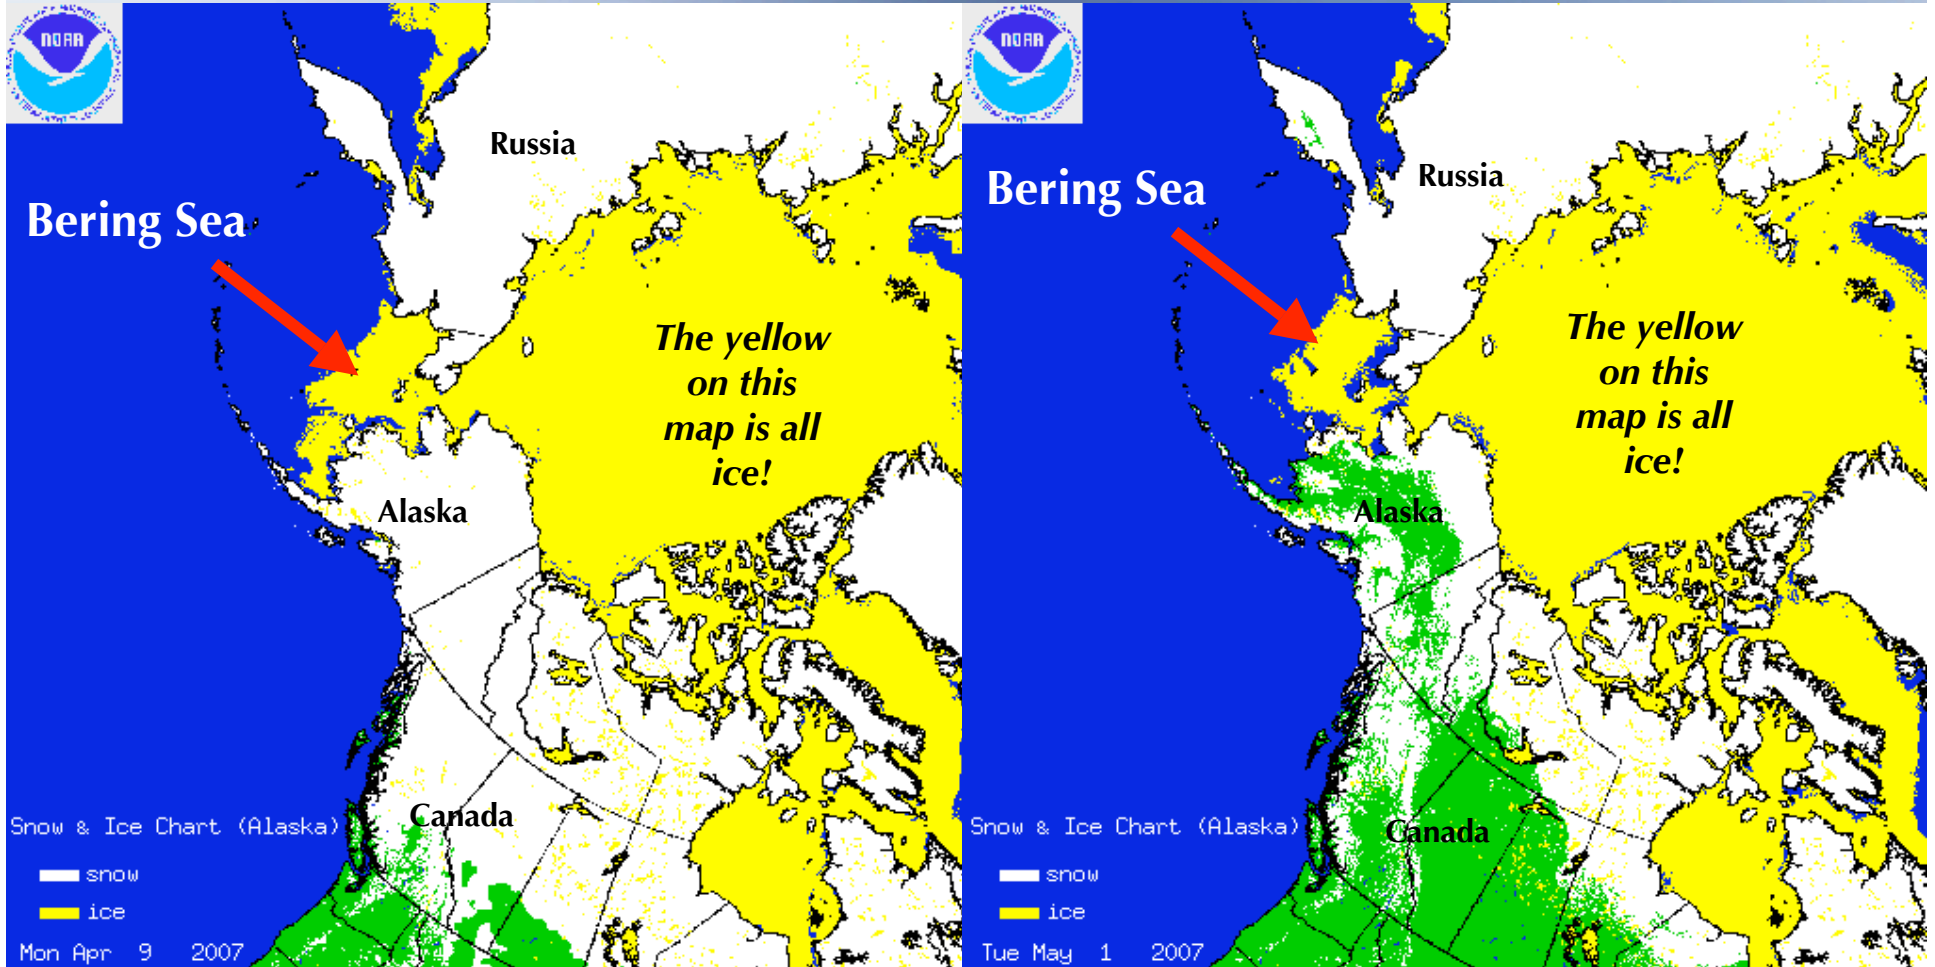 NOAA
Russia
Bering Sea
The yellow
on this
map is all
ice!
Alaska
Canada
Snow & Ice Chart (Alaska)
snow
ice
Mon Apr 9 2007
NOAA
Russia
Bering Sea
The yellow
on this
map is all
ice!
Alaska
Canada
Snow & Ice Chart (Alaska)
snow
ice
Tue May 1 2007